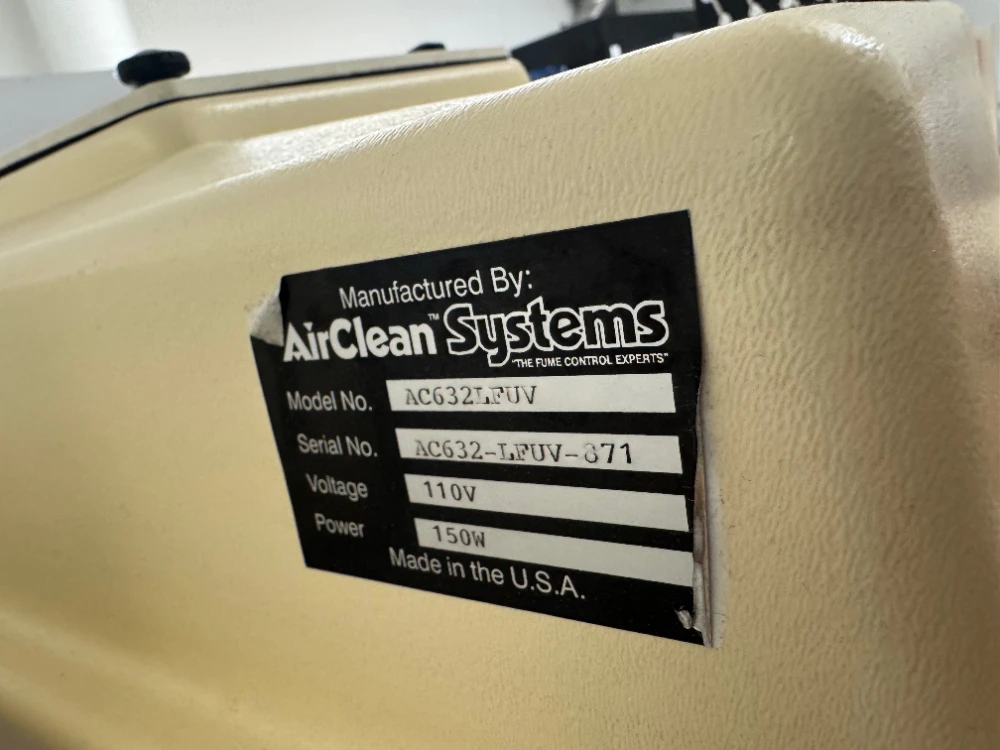 Manufactured By:
AirClean™ Systems
"THE FUME CONTROL EXPERTS"
Model No. AC632LFUV
Serial No. AC632-LFUV-871
Voltage 110V
Power 150W
Made in the U.S.A.